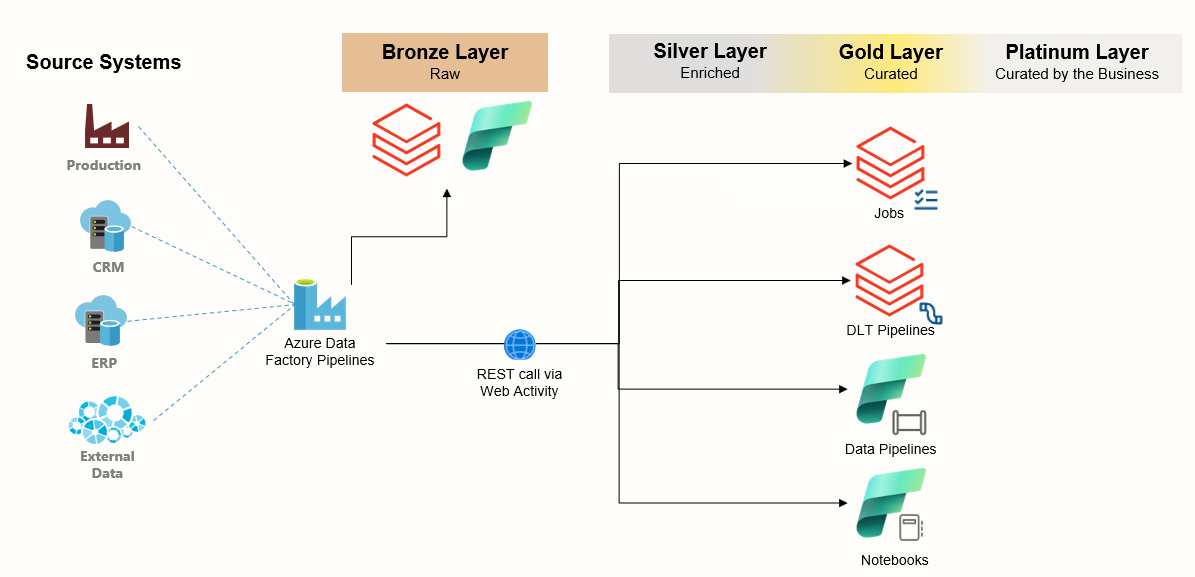 Source Systems
Bronze Layer
Raw
Silver Layer
Enriched
Gold Layer
Curated
Platinum Layer
Curated by the Business
Production
CRM
ERP
External
Data
Azure Data
Factory Pipelines
REST call via
Web Activity
Jobs
DLT Pipelines
Data Pipelines
Notebooks